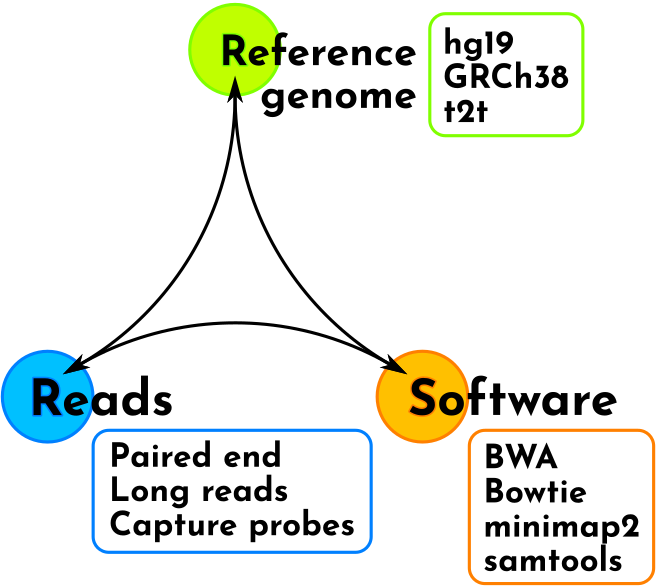 Reference
genome
hg19
GRCh38
t2t
Reads
Paired end
Long reads
Capture probes
Software
BWA
Bowtie
minimap2
samtools